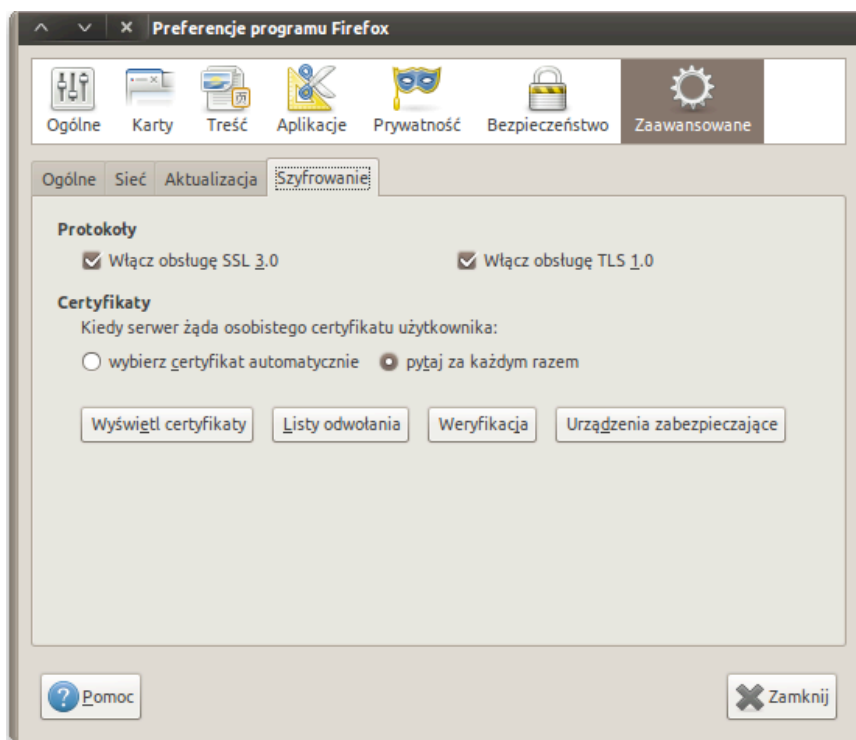 Preferencje programu Firefox
Ogólne Karty Treść Aplikacje Prywatność Bezpieczeństwo Zaawansowane
Ogólne Sieć Aktualizacja Szyfrowanie
Protokoły
Włącz obsługę SSL 3.0 Włącz obsługę TLS 1.0
Certyfikaty
Kiedy serwer żąda osobistego certyfikatu użytkownika:
wybierz certyfikat automatycznie pytaj za każdym razem
Wyświetl certyfikaty Listy odwołania Weryfikacja Urządzenia zabezpieczające
Pomoc Zamknij